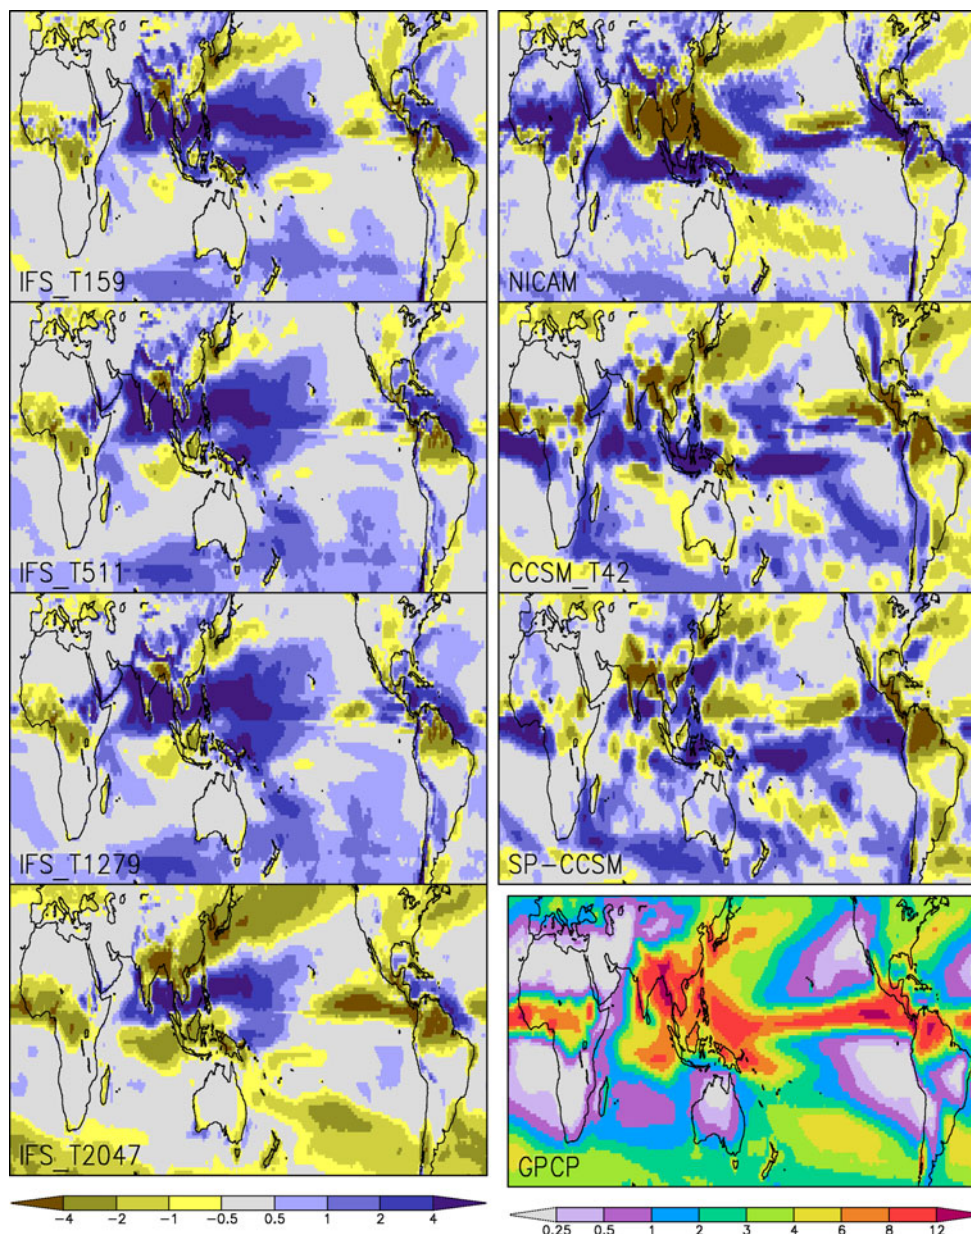 IFS_T159
NICAM
IFS_T511
CCSM_T42
IFS_T1279
SP-CCSM
IFS_T2047
GPCP
-4 -2 -1 -0.5 0.5 1 2 4
0.25 0.5 1 2 3 4 6 8 12